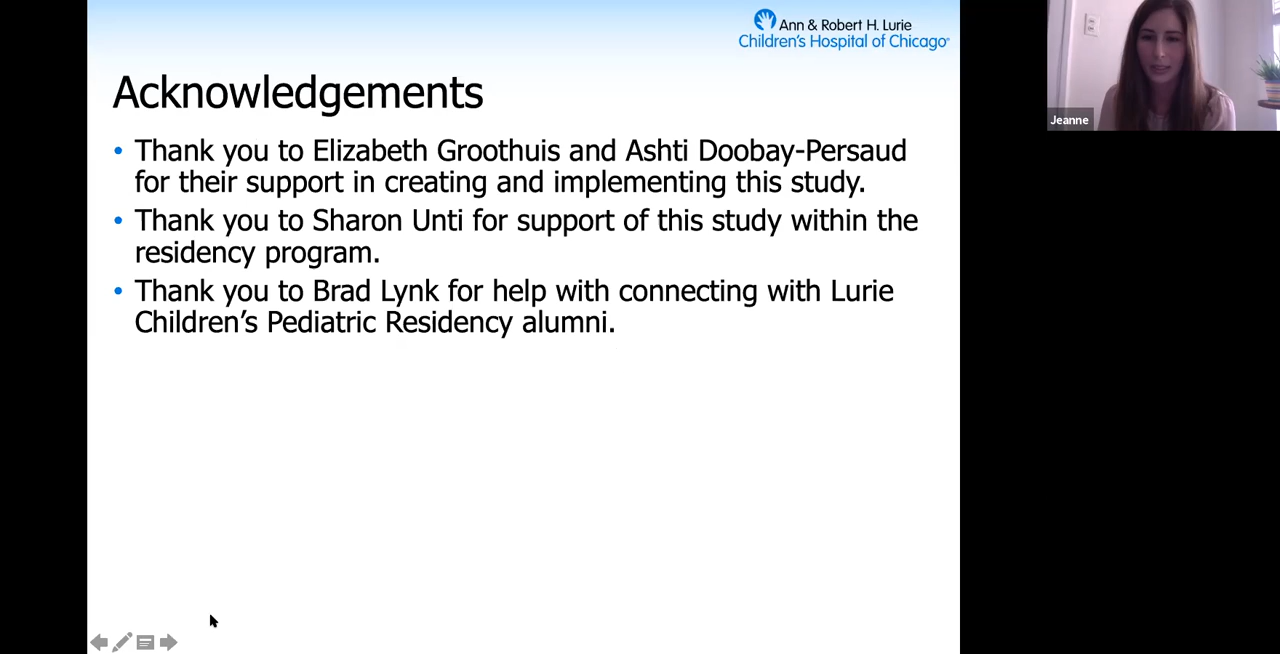 Ann & Robert H. Lurie
Children's Hospital of Chicago®
Jeanne
Acknowledgements
• Thank you to Elizabeth Groothuis and Ashti Doobay-Persaud
for their support in creating and implementing this study.
• Thank you to Sharon Unti for support of this study within the
residency program.
• Thank you to Brad Lynk for help with connecting with Lurie
Children's Pediatric Residency alumni.